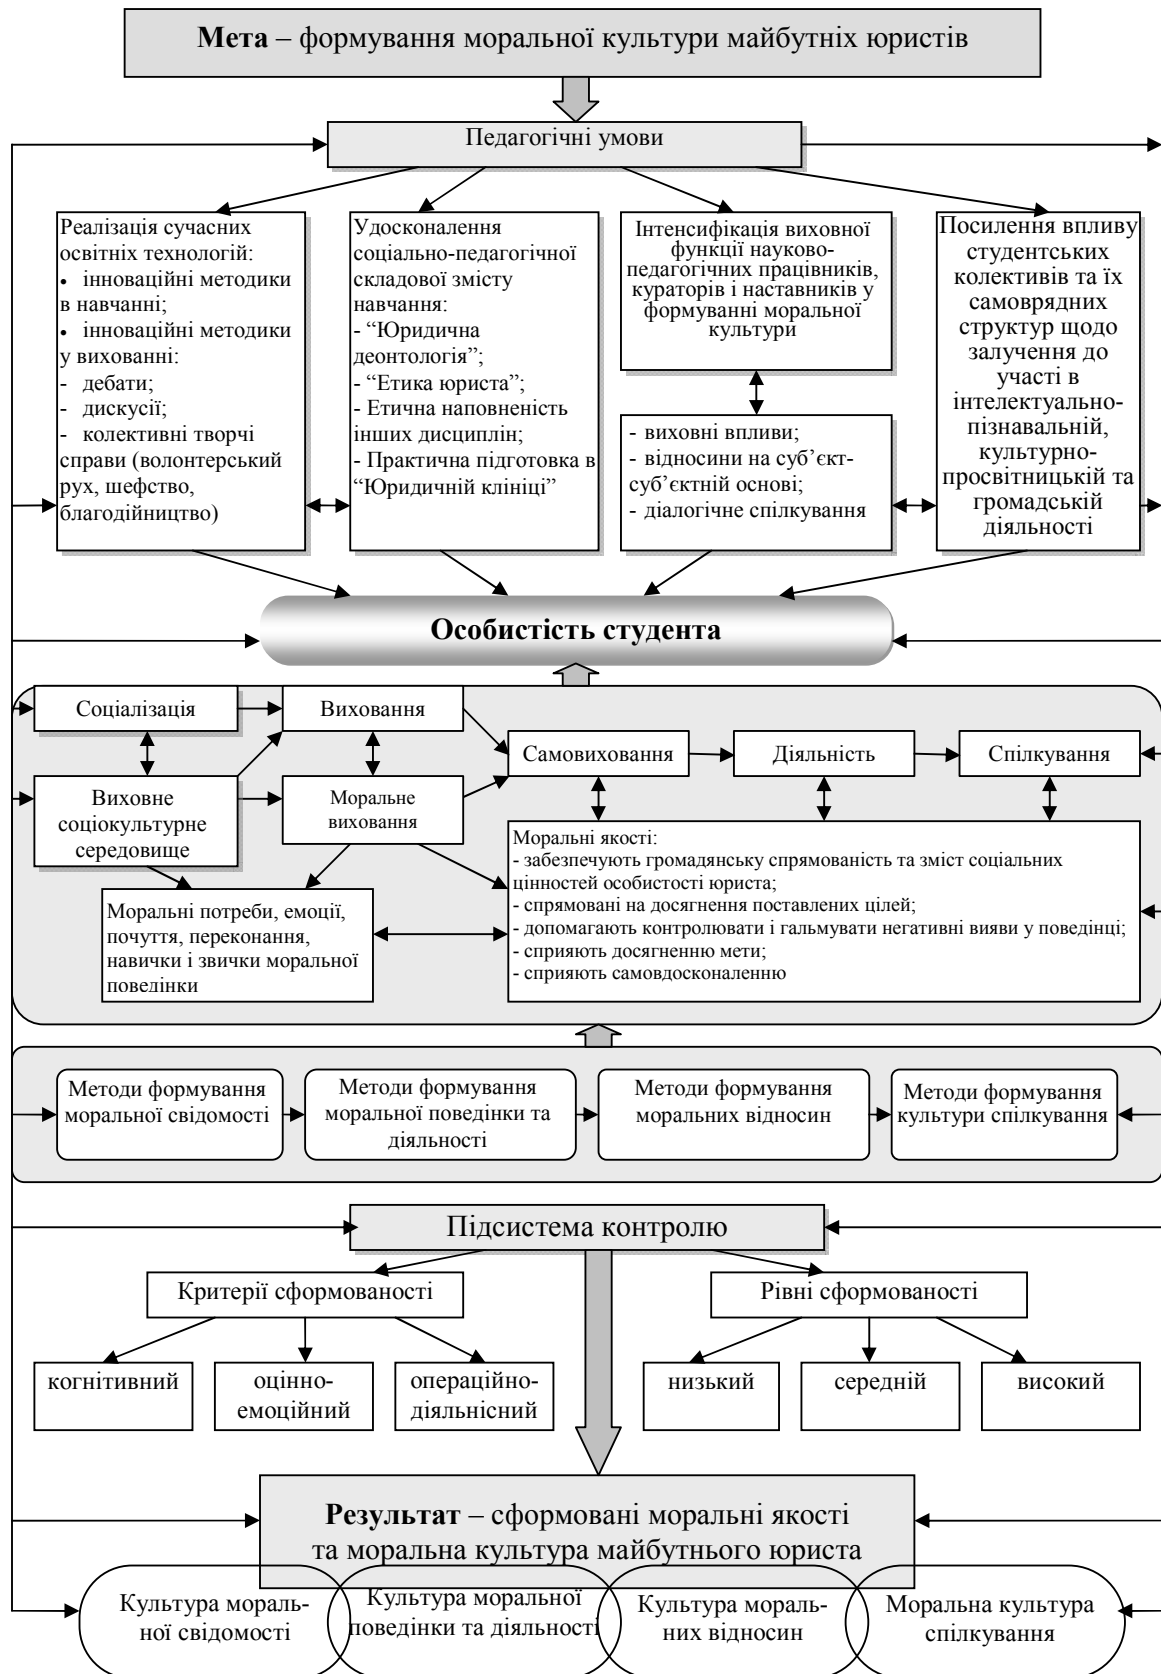 Мета – формування моральної культури майбутніх юристів
Педагогічні умови
Реалізація сучасних
освітніх технологій:
• інноваційні методики
в навчанні;
• інноваційні методики
у вихованні:
- дебати;
- дискусії;
- колективні творчі
справи (волонтерський
рух, шефство,
благодійництво)
Удосконалення
соціально-педагогічної
складової змісту
навчання:
- “Юридична
деонтологія”;
- “Етика юриста”;
- Етична наповненість
інших дисциплін;
- Практична підготовка в
“Юридичній клініці”
Інтенсифікація виховної
функції науково-
педагогічних працівників,
кураторів і наставників у
формуванні моральної
культури
- виховні впливи;
- відносини на суб’єкт-
суб’єктній основі;
- діалогічне спілкування
Посилення впливу
студентських
колективів та їх
самоврядних
структур щодо
залучення до
участі в
інтелектуально-
пізнавальній,
культурно-
просвітницькій та
громадській
діяльності
Особистість студента
Соціалізація
Виховання
Самовиховання
Діяльність
Спілкування
Виховне
соціокультурне
середовище
Моральне
виховання
Моральні якості:
- забезпечують громадянську спрямованість та зміст соціальних
цінностей особистості юриста;
- спрямовані на досягнення поставлених цілей;
- допомагають контролювати і гальмувати негативні вияви у поведінці;
- сприяють досягненню мети;
- сприяють самовдосконаленню
Моральні потреби, емоції,
почуття, переконання,
навички і звички моральної
поведінки
Методи формування
моральної свідомості
Методи формування
моральної поведінки та
діяльності
Методи формування
моральних відносин
Методи формування
культури спілкування
Підсистема контролю
Критерії сформованості
Рівні сформованості
когнітивний
оцінно-
емоційний
операційно-
діяльнісний
низький
середній
високий
Результат – сформовані моральні якості
та моральна культура майбутнього юриста
Культура мораль-
ної свідомості
Культура моральної
поведінки та діяльності
Культура мораль-
них відносин
Моральна культура
спілкування